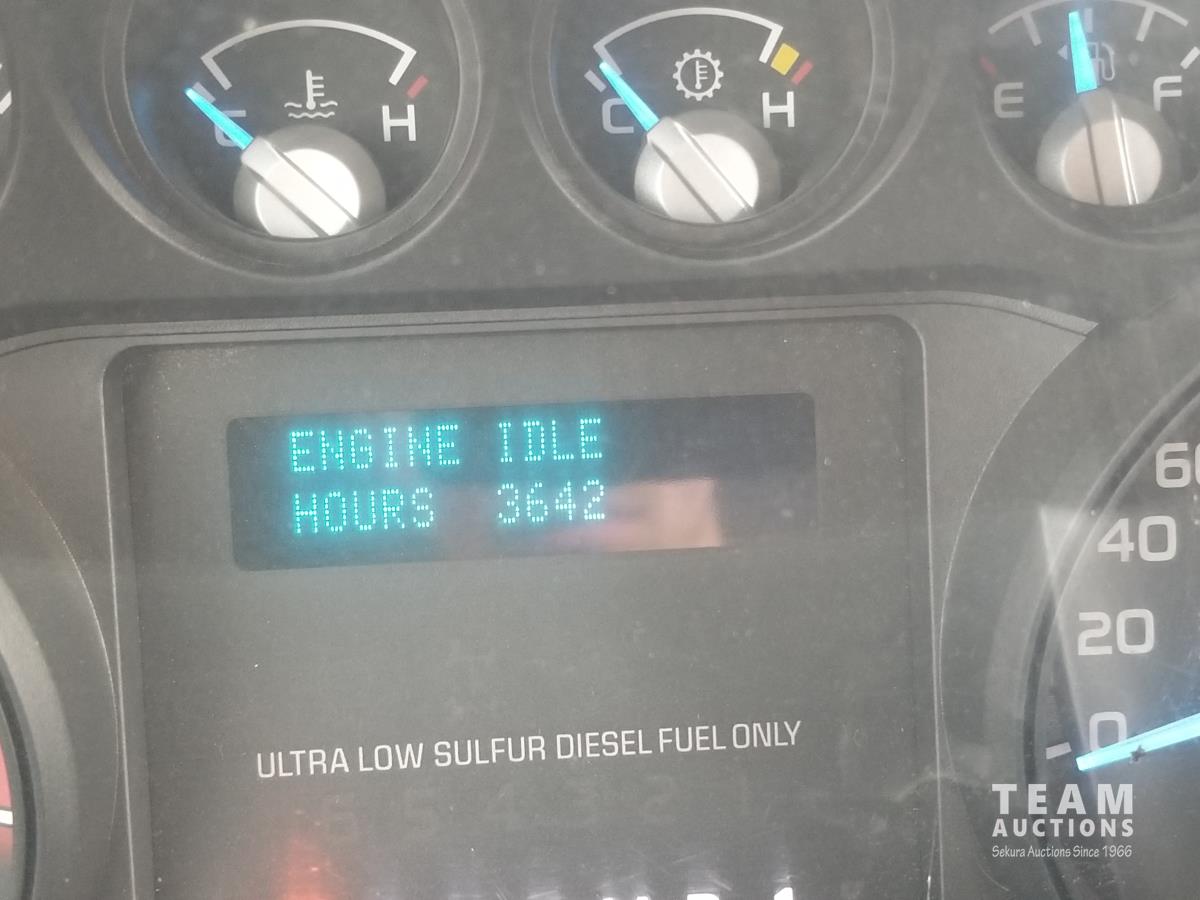 C H
C H
E F
ENGINE IDLE
HOURS 3642
60
40
20
0
ULTRA LOW SULFUR DIESEL FUEL ONLY
TEAM
AUCTIONS
Sekura Auctions Since 1966